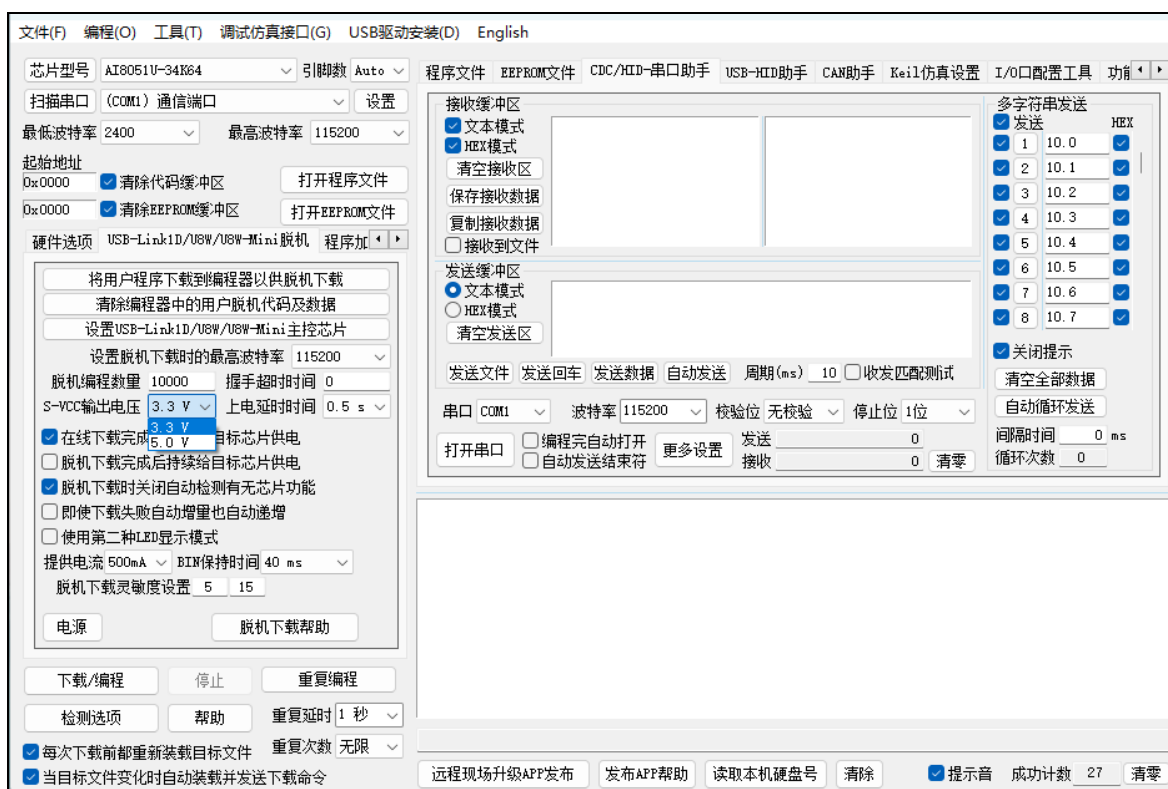 文件(F) 编程(O) 工具(T) 调试仿真接口(G) USB驱动安装(D) English
芯片型号 AI8051U-34K64 引脚数 Auto
扫描串口 (COM1) 通信端口 设置
最低波特率 2400 最高波特率 115200
起始地址
0x0000 清除代码缓冲区 打开程序文件
0x0000 清除EEPROM缓冲区 打开EEPROM文件
硬件选项 USB-Link1D/U8W/U8W-Mini脱机 程序加
将用户程序下载到编程器以供脱机下载
清除编程器中的用户脱机代码及数据
设置USB-Link1D/U8W/U8W-Mini主控芯片
设置脱机下载时的最高波特率 115200
脱机编程数量 10000 握手超时时间 0
S-VCC输出电压 3.3 V 上电延时时间 0.5 s
3.3 V
5.0 V
在线下载完成 目标芯片供电
脱机下载完成后持续给目标芯片供电
脱机下载时关闭自动检测有无芯片功能
即使下载失败自动增量也自动递增
使用第二种LED显示模式
提供电流 500mA BIN保持时间 40 ms
脱机下载灵敏度设置 5 15
电源 脱机下载帮助
下载/编程 停止 重复编程
检测选项 帮助 重复延时 1 秒
每次下载前都重新装载目标文件 重复次数 无限
当目标文件变化时自动装载并发送下载命令
程序文件 EEPROM文件 CDC/HID-串口助手 USB-HID助手 CAN助手 Keil仿真设置 I/O口配置工具 功能
接收缓冲区
文本模式
HEX模式
清空接收区
保存接收数据
复制接收数据
接收到文件
发送缓冲区
文本模式
HEX模式
清空发送区
发送文件 发送回车 发送数据 自动发送 周期(ms) 10 收发匹配测试
串口 COM1 波特率 115200 校验位 无校验 停止位 1位
打开串口 编程完自动打开 更多设置 发送 0
自动发送结束符 接收 0 清零
多字符串发送
发送 HEX
1 10.0
2 10.1
3 10.2
4 10.3
5 10.4
6 10.5
7 10.6
8 10.7
关闭提示
清空全部数据
自动循环发送
间隔时间 0 ms
循环次数 0
远程现场升级APP发布 发布APP帮助 读取本机硬盘号 清除 提示音 成功计数 27 清零